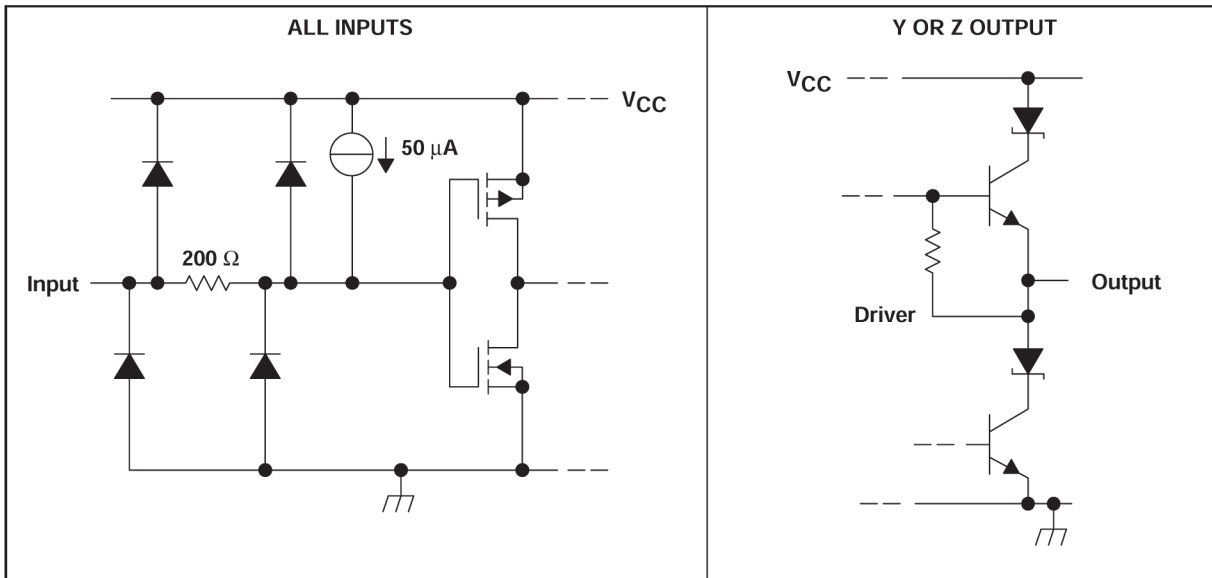 ALL INPUTS
VCC
50 μA
200 Ω
Input
Y OR Z OUTPUT
VCC
Output
Driver